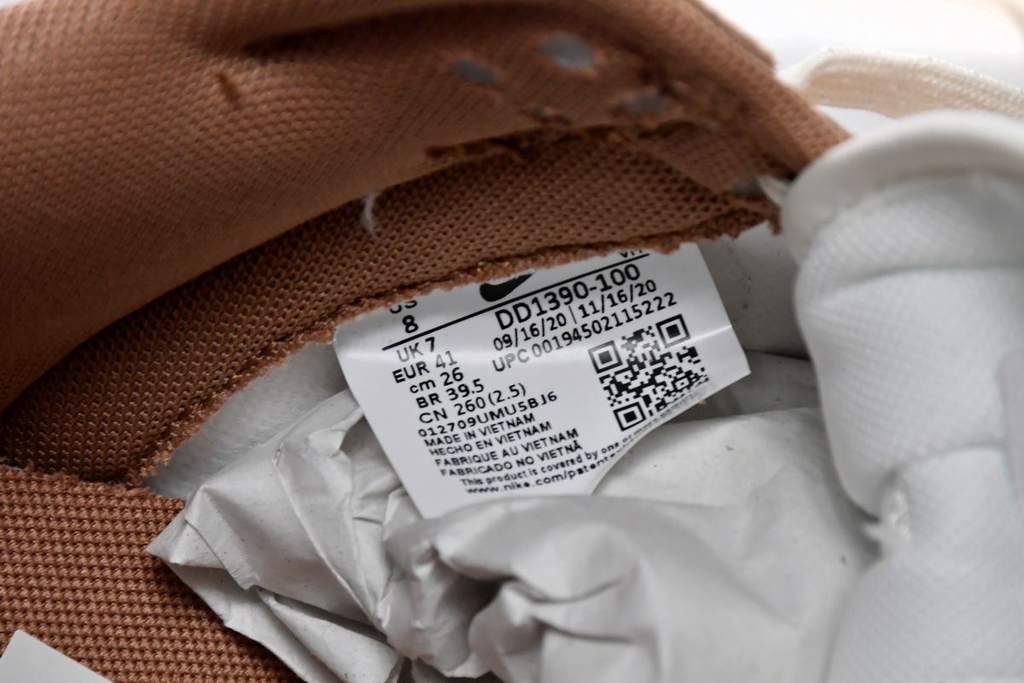 US
8
UK 7
EUR 41
cm 26
BR 39.5
CN 260 (2.5)
012709UMU5BJ6
MADE IN VIETNAM
HECHO EN VIETNAM
FABRIQUE AU VIETNAM
FABRICADO NO VIETNÃ
This product is covered by one or more
www.nike.com/patents
VN
DD1390-100
09/16/20 | 11/16/20
UPC 00194502115222